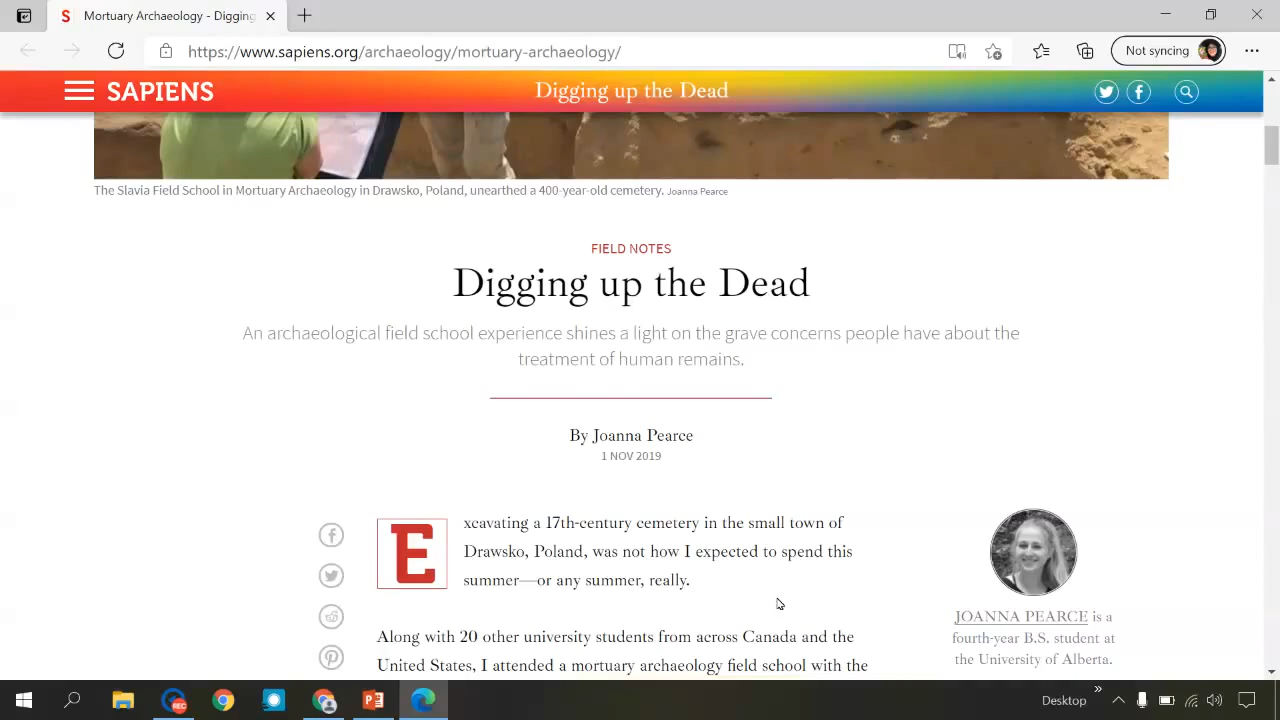 Mortuary Archaeology - Digging
Not syncing
https://www.sapiens.org/archaeology/mortuary-archaeology/
SAPIENS
Digging up the Dead
The Slavia Field School in Mortuary Archaeology in Drawsko, Poland, unearthed a 400-year-old cemetery. Joanna Pearce
FIELD NOTES
Digging up the Dead
An archaeological field school experience shines a light on the grave concerns people have about the
treatment of human remains.
By Joanna Pearce
1 NOV 2019
Excavating a 17th-century cemetery in the small town of
Drawsko, Poland, was not how I expected to spend this
summer—or any summer, really.
Along with 20 other university students from across Canada and the
United States, I attended a mortuary archaeology field school with the
JOANNA PEARCE is a
fourth-year B.S. student at
the University of Alberta.
REC
Desktop